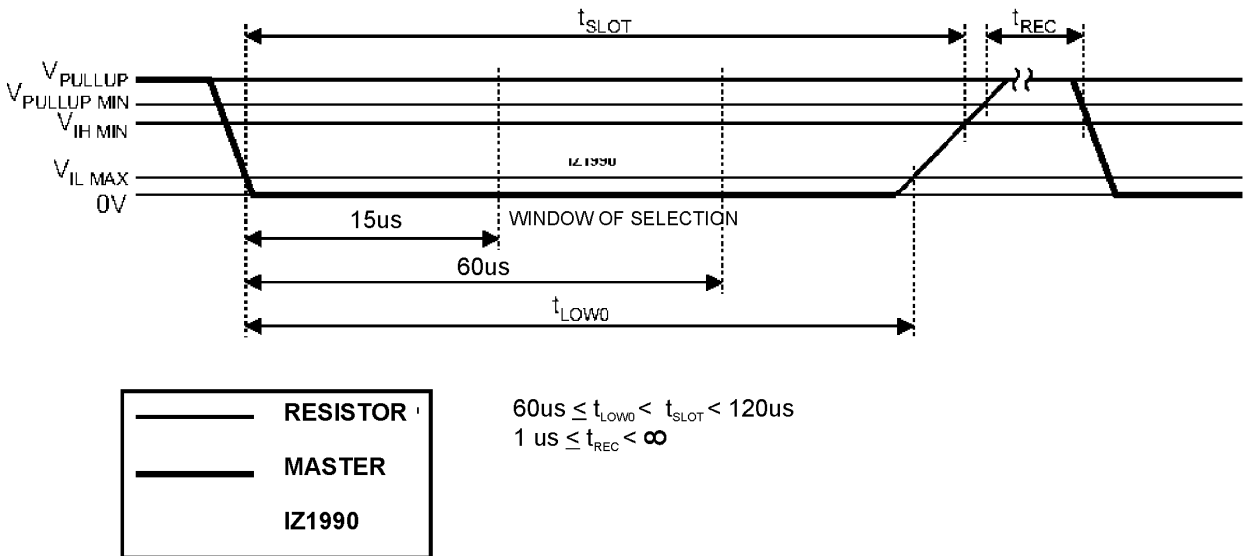 tSLOT
tREC
VPULLUP
VPULLUP MIN
VIH MIN
IZ1990
VIL MAX
0V
15us
WINDOW OF SELECTION
60us
tLOW0
RESISTOR
MASTER
IZ1990
60us ≤ tLOW0 < tSLOT < 120us
1 us ≤ tREC < ∞